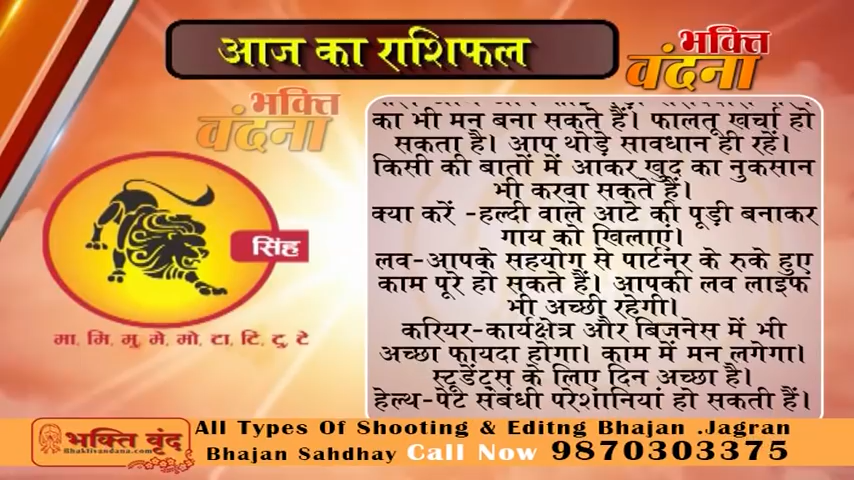 आज का राशिफल
भक्ति
वंदना
भक्ति
वंदना
का भी मन बना सकते हैं। फालतू खर्चा हो
सकता है। आप थोड़े सावधान ही रहें।
किसी की बातों में आकर खुद का नुकसान
भी करवा सकते हैं।
क्या करें -हल्दी वाले आटे की पूड़ी बनाकर
गाय को खिलाएं।
लव-आपके सहयोग से पार्टनर के रुके हुए
काम पूरे हो सकते हैं। आपकी लव लाइफ
भी अच्छी रहेगी।
करियर-कार्यक्षेत्र और बिजनेस में भी
अच्छा फायदा होगा। काम में मन लगेगा।
स्टूडेंट्स के लिए दिन अच्छा है।
हेल्थ-पेट संबंधी परेशानियां हो सकती हैं।
सिंह
मा, मि, मु, मे, मो, टा, टि, टु, टे
भक्ति वृंद
Bhaktivandana.com
All Types Of Shooting & Editng Bhajan .Jagran
Bhajan Sahdhay Call Now 9870303375